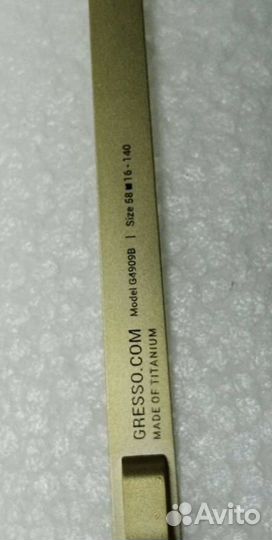 GRESSO.COM Model G4909B | Size 58■16-140
MADE OF TITANIUM
Avito